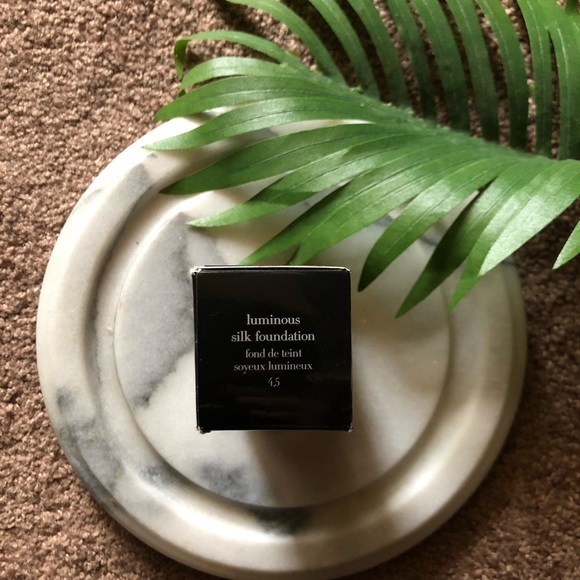 luminous
silk foundation
fond de teint
soyeux lumineux
4,5